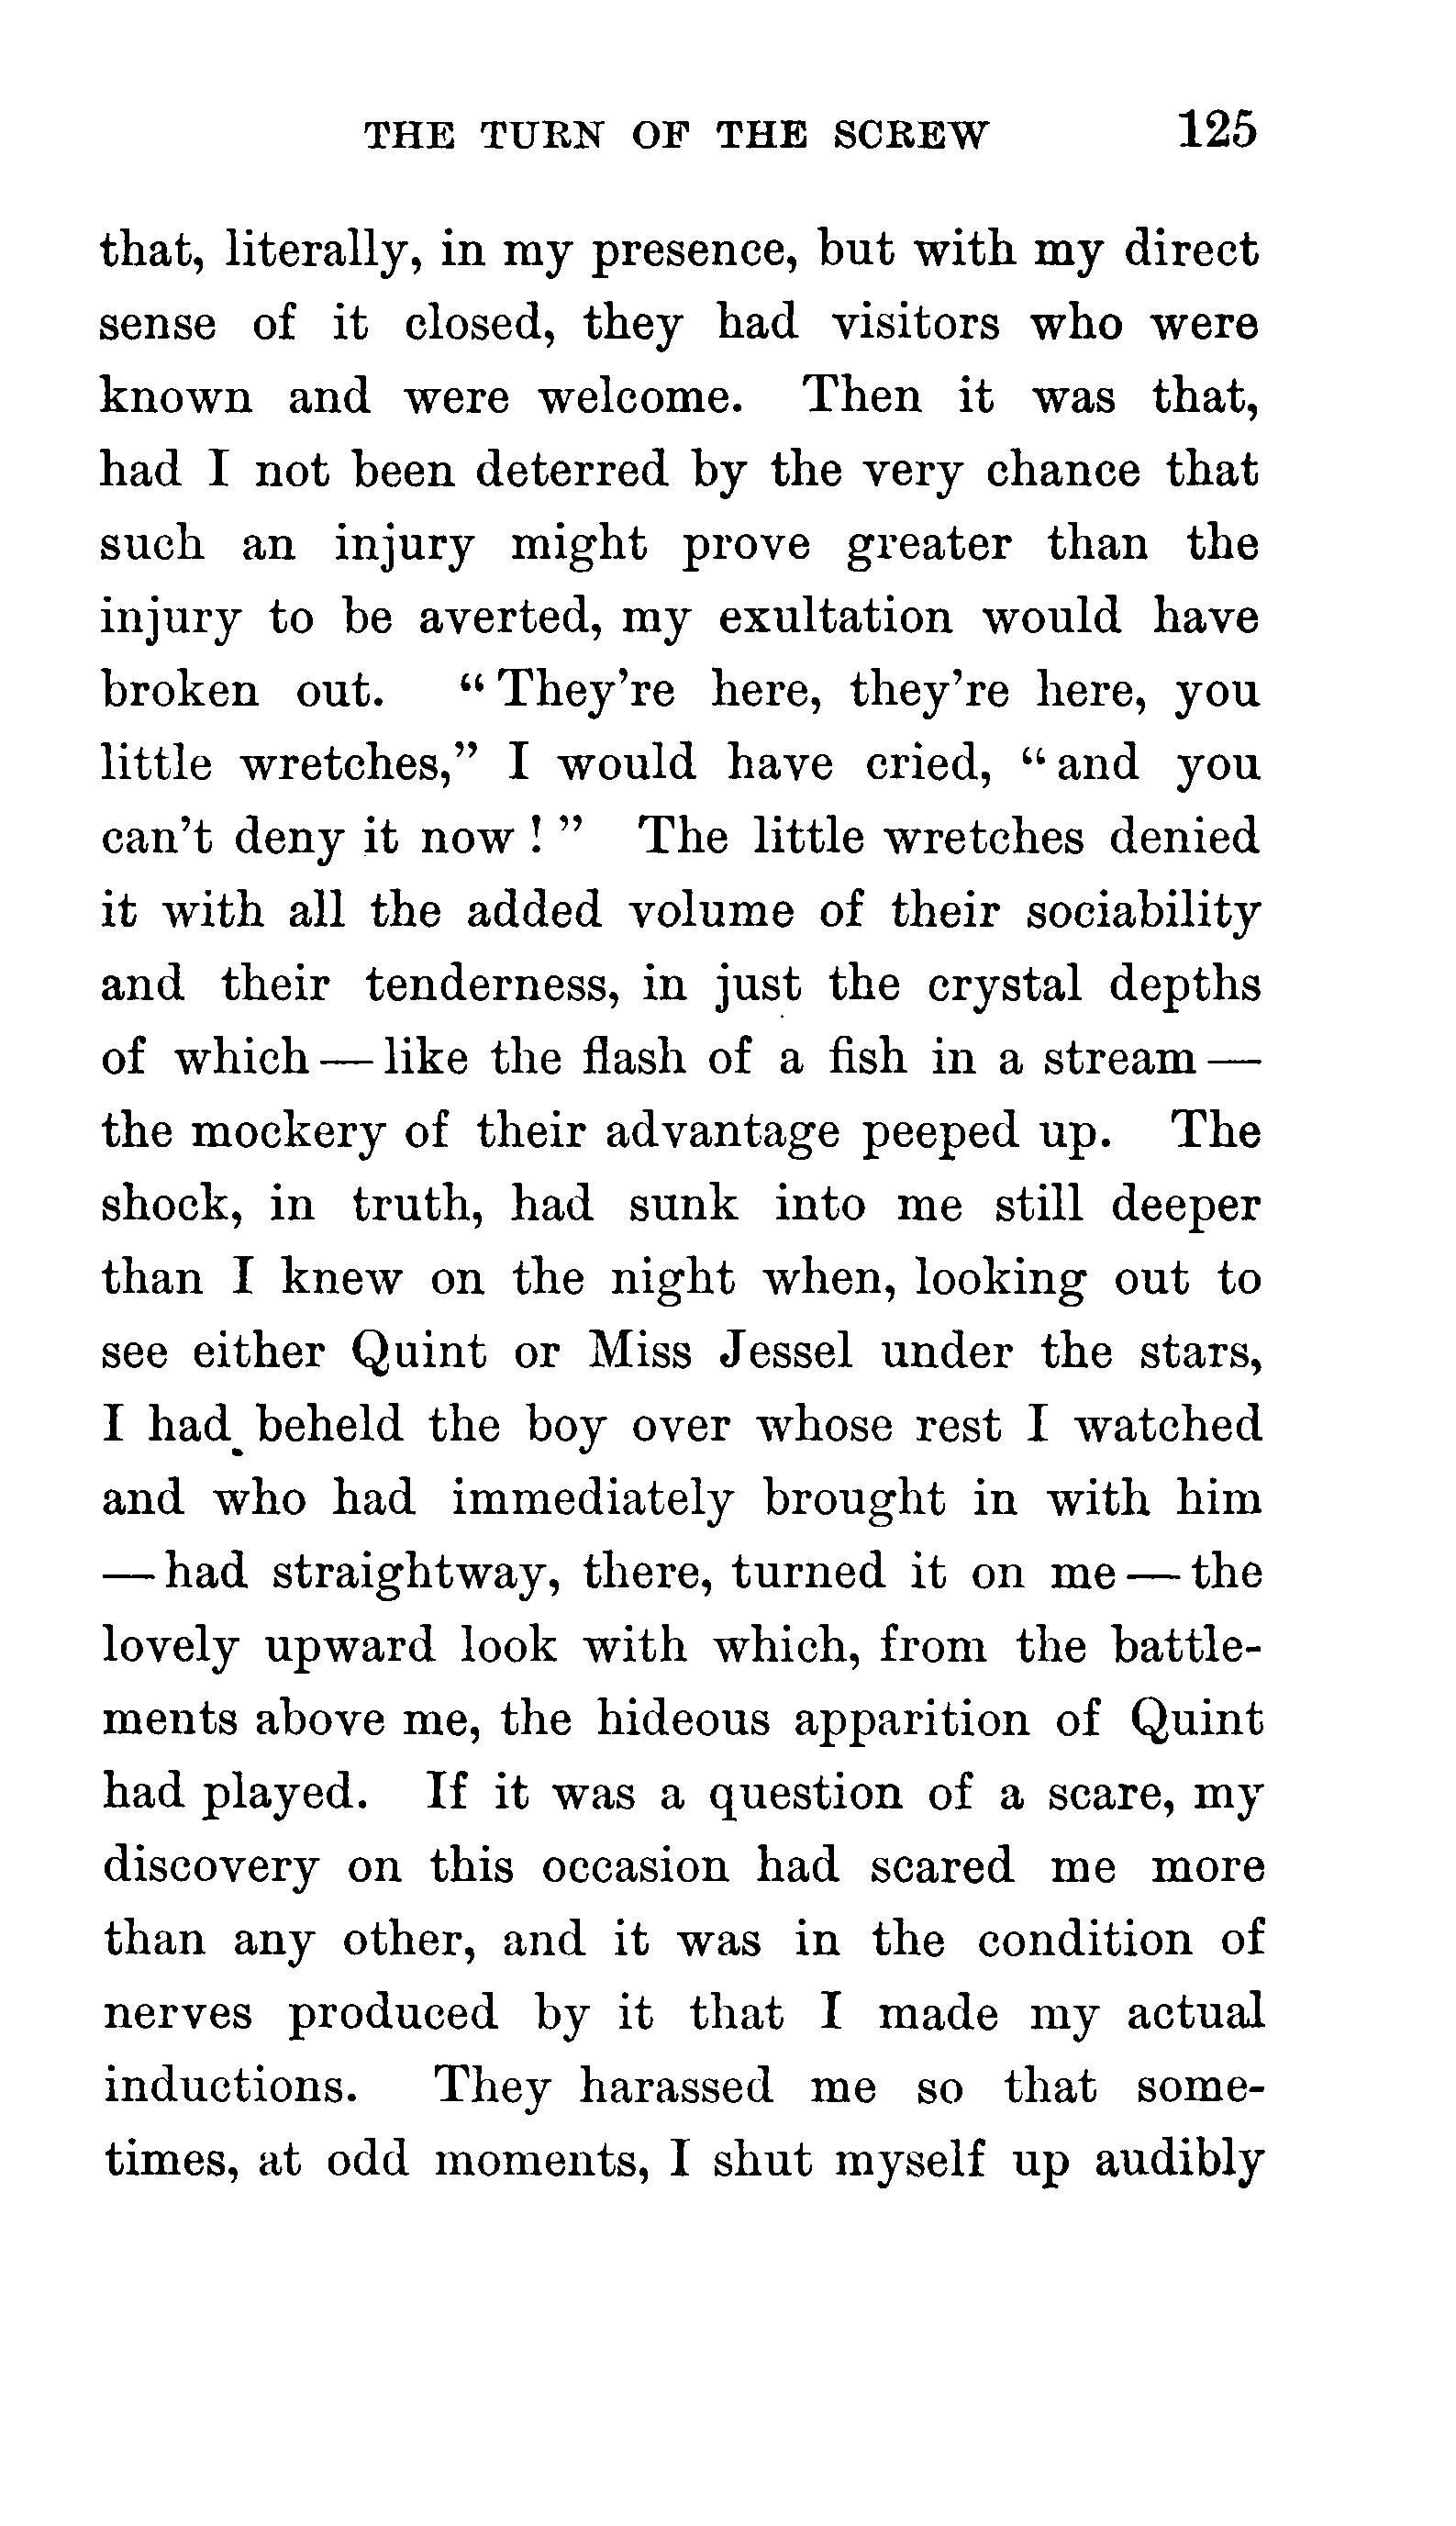 THE TURN OF THE SCREW 125
that, literally, in my presence, but with my direct
sense of it closed, they had visitors who were
known and were welcome. Then it was that,
had I not been deterred by the very chance that
such an injury might prove greater than the
injury to be averted, my exultation would have
broken out. “ They’re here, they’re here, you
little wretches,” I would have cried, “ and you
can’t deny it now ! ” The little wretches denied
it with all the added volume of their sociability
and their tenderness, in just the crystal depths
of which — like the flash of a fish in a stream —
the mockery of their advantage peeped up. The
shock, in truth, had sunk into me still deeper
than I knew on the night when, looking out to
see either Quint or Miss Jessel under the stars,
I had beheld the boy over whose rest I watched
and who had immediately brought in with him
— had straightway, there, turned it on me — the
lovely upward look with which, from the battle-
ments above me, the hideous apparition of Quint
had played. If it was a question of a scare, my
discovery on this occasion had scared me more
than any other, and it was in the condition of
nerves produced by it that I made my actual
inductions. They harassed me so that some-
times, at odd moments, I shut myself up audibly